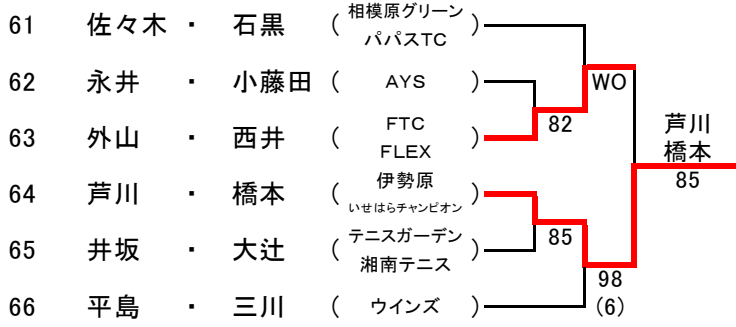 61 佐々木 ・ 石黒 ( 相模原グリーン パパスTC )
62 永井 ・ 小藤田 ( AYS )
63 外山 ・ 西井 ( FTC FLEX )
64 芦川 ・ 橋本 ( 伊勢原 いせはらチャンピオン )
65 井坂 ・ 大辻 ( テニスガーデン 湘南テニス )
66 平島 ・ 三川 ( ウインズ )
82
85
WO
98
(6)
芦川
橋本
85